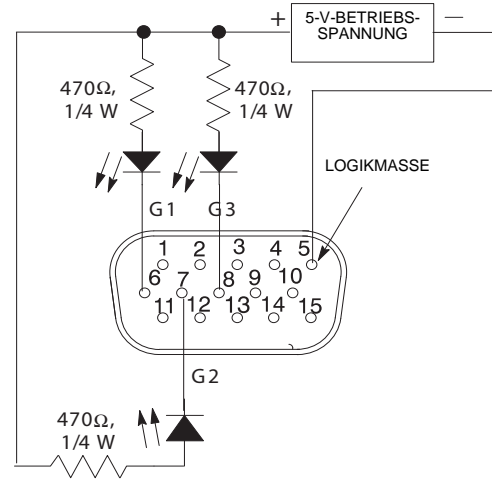 + 5-V-BETRIEBS- —
SPANNUNG
470Ω, 470Ω,
1/4 W 1/4 W
LOGIKMASSE
G1 G3
1 2 3 4 5
6 7 8 9 10
11 12 13 14 15
G2
470Ω,
1/4 W